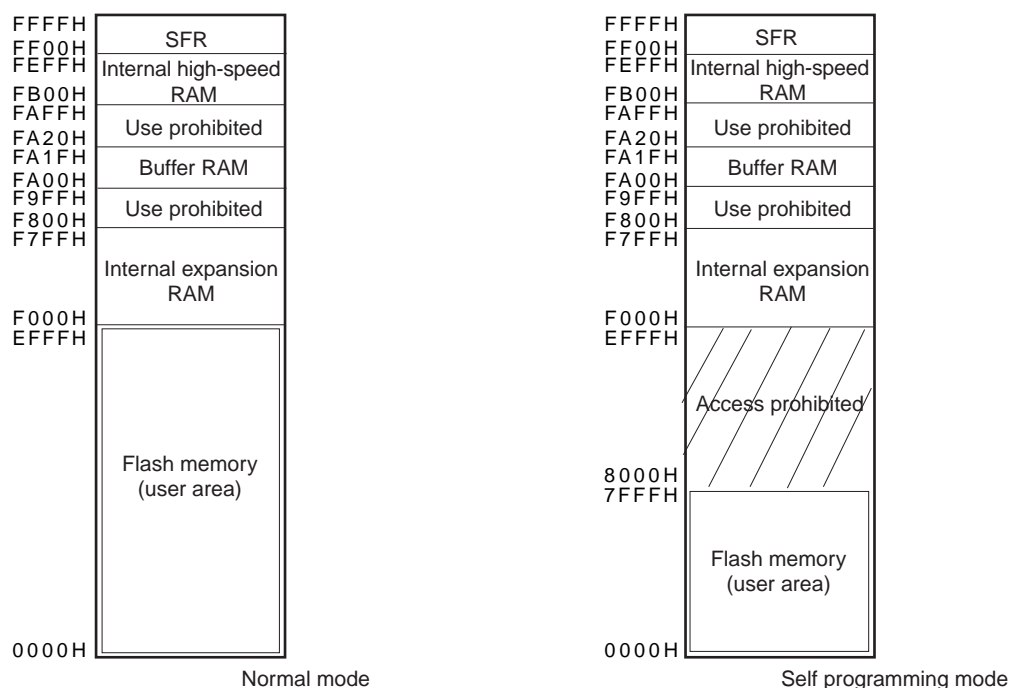 FFFFH
SFR
FF00H
FEFFH
Internal high-speed
RAM
FB00H
FAFFH
Use prohibited
FA20H
FA1FH
Buffer RAM
FA00H
F9FFH
Use prohibited
F800H
F7FFH
Internal expansion
RAM
F000H
EFFFH
Flash memory
(user area)
0000H
Normal mode
FFFFH
SFR
FF00H
FEFFH
Internal high-speed
RAM
FB00H
FAFFH
Use prohibited
FA20H
FA1FH
Buffer RAM
FA00H
F9FFH
Use prohibited
F800H
F7FFH
Internal expansion
RAM
F000H
EFFFH
Access prohibited
8000H
7FFFH
Flash memory
(user area)
0000H
Self programming mode